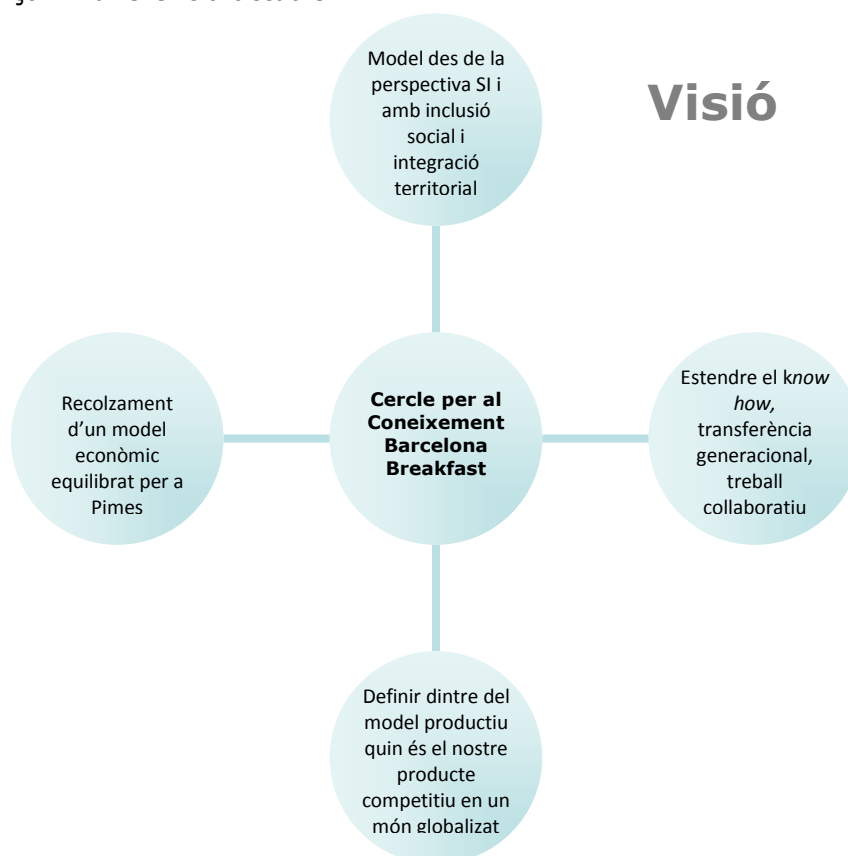 Visió
Model des de la
perspectiva SI i
amb inclusió
social i
integració
territorial
Recolzament
d’un model
econòmic
equilibrat per a
Pimes
Cercle per al
Coneixement
Barcelona
Breakfast
Estendre el know
how,
transferència
generacional,
treball
collaboratiu
Definir dintre del
model productiu
quin és el nostre
producte
competitiu en un
món globalizat